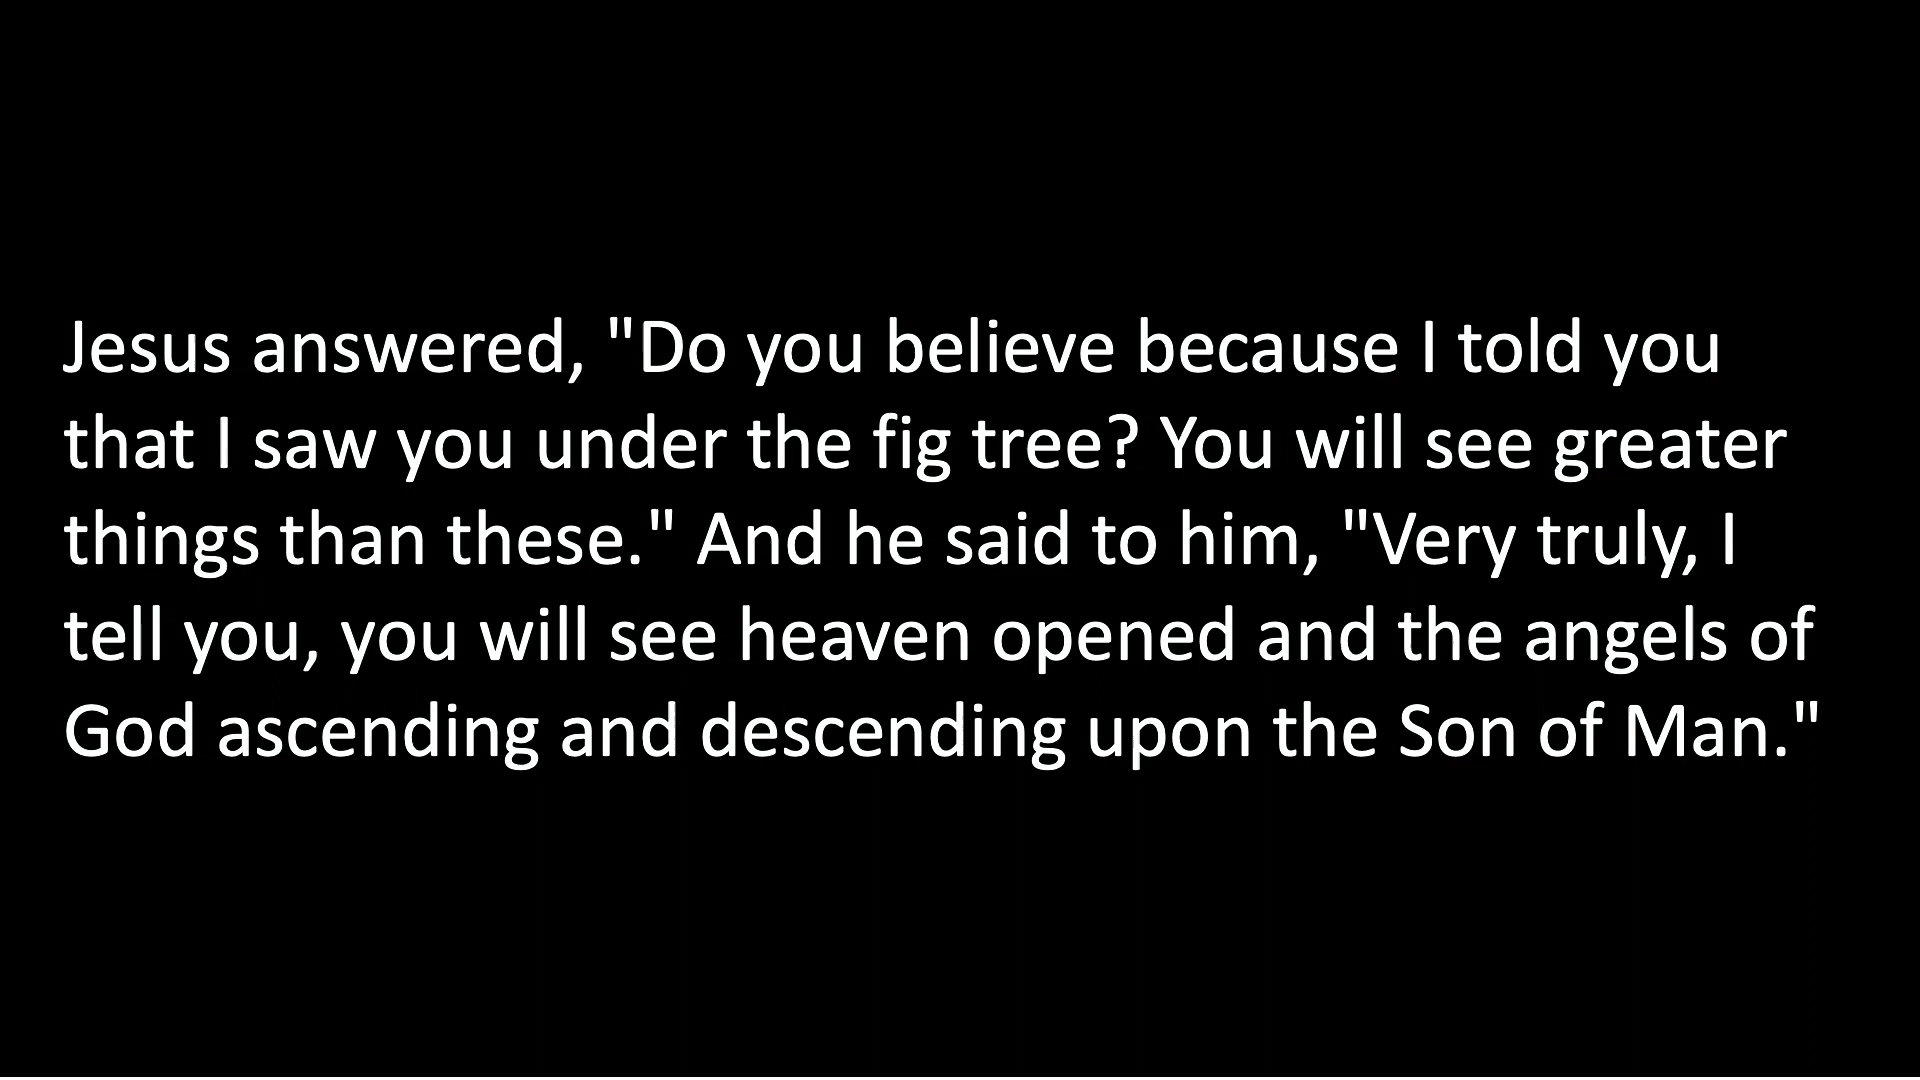 Jesus answered, "Do you believe because I told you
that I saw you under the fig tree? You will see greater
things than these." And he said to him, "Very truly, I
tell you, you will see heaven opened and the angels of
God ascending and descending upon the Son of Man."